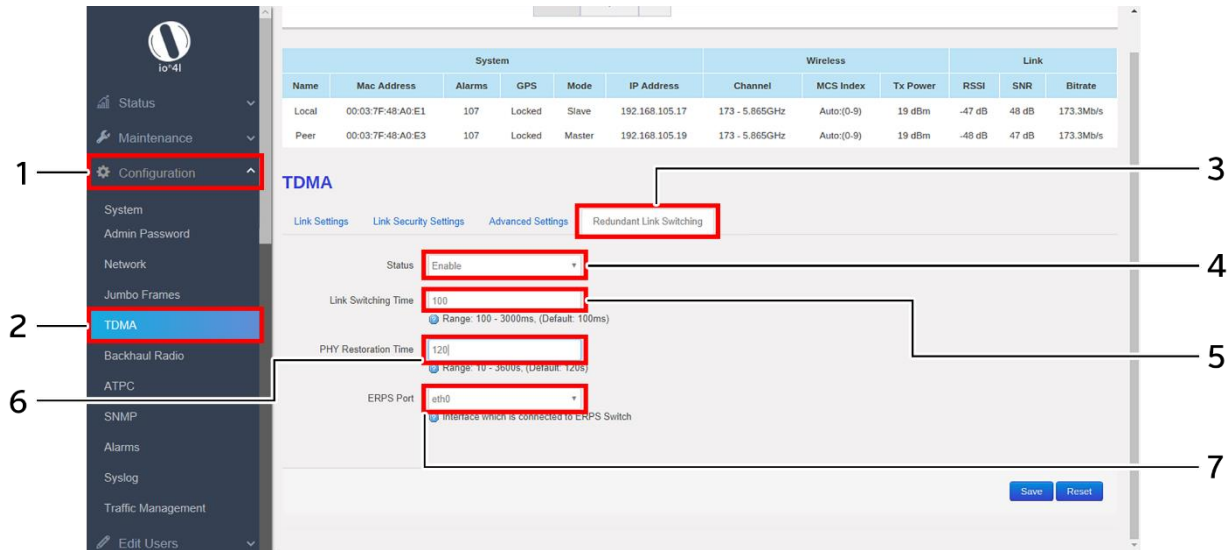 io*4l
Status
Maintenance
Configuration
System
Admin Password
Network
Jumbo Frames
TDMA
Backhaul Radio
ATPC
SNMP
Alarms
Syslog
Traffic Management
Edit Users
System Wireless Link
Name Mac Address Alarms GPS Mode IP Address Channel MCS Index Tx Power RSSI SNR Bitrate
Local 00:03:7F:48:A0:E1 107 Locked Slave 192.168.105.17 173 - 5.865GHz Auto:(0-9) 19 dBm -47 dB 48 dB 173.3Mb/s
Peer 00:03:7F:48:A0:E3 107 Locked Master 192.168.105.19 173 - 5.865GHz Auto:(0-9) 19 dBm -48 dB 47 dB 173.3Mb/s
TDMA
Link Settings Link Security Settings Advanced Settings Redundant Link Switching
Status Enable
Link Switching Time 100
Range: 100 - 3000ms, (Default: 100ms)
PHY Restoration Time 120
Range: 10 - 3600s, (Default: 120s)
ERPS Port eth0
Interface which is connected to ERPS Switch
Save Reset
1
2
3
4
5
6
7